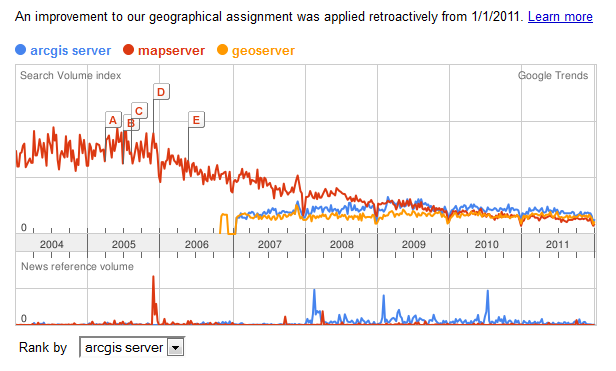 An improvement to our geographical assignment was applied retroactively from 1/1/2011. Learn more
arcgis server mapserver geoserver
Search Volume index Google Trends
D
C
A B E
0
2004 2005 2006 2007 2008 2009 2010 2011
News reference volume
0
Rank by arcgis server